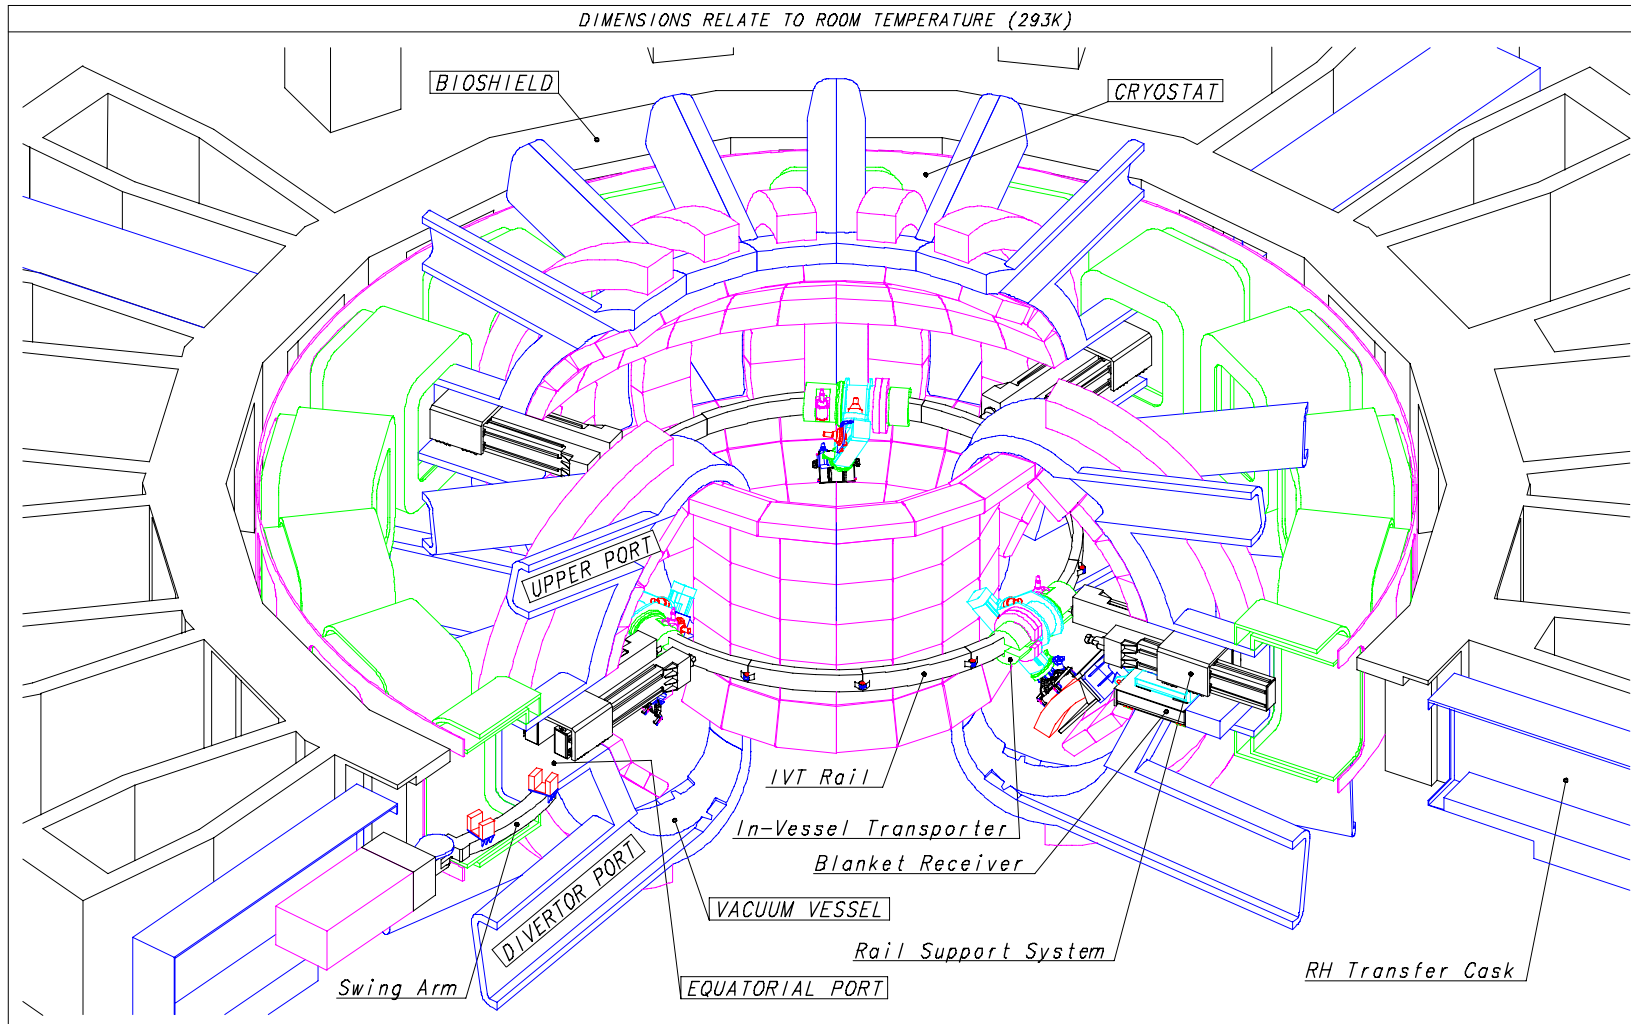 DIMENSIONS RELATE TO ROOM TEMPERATURE (293K)
BIOSHIELD
CRYOSTAT
UPPER PORT
IVT Rail
In-Vessel Transporter
Blanket Receiver
DIVERTOR PORT
VACUUM VESSEL
Rail Support System
RH Transfer Cask
Swing Arm
EQUATORIAL PORT